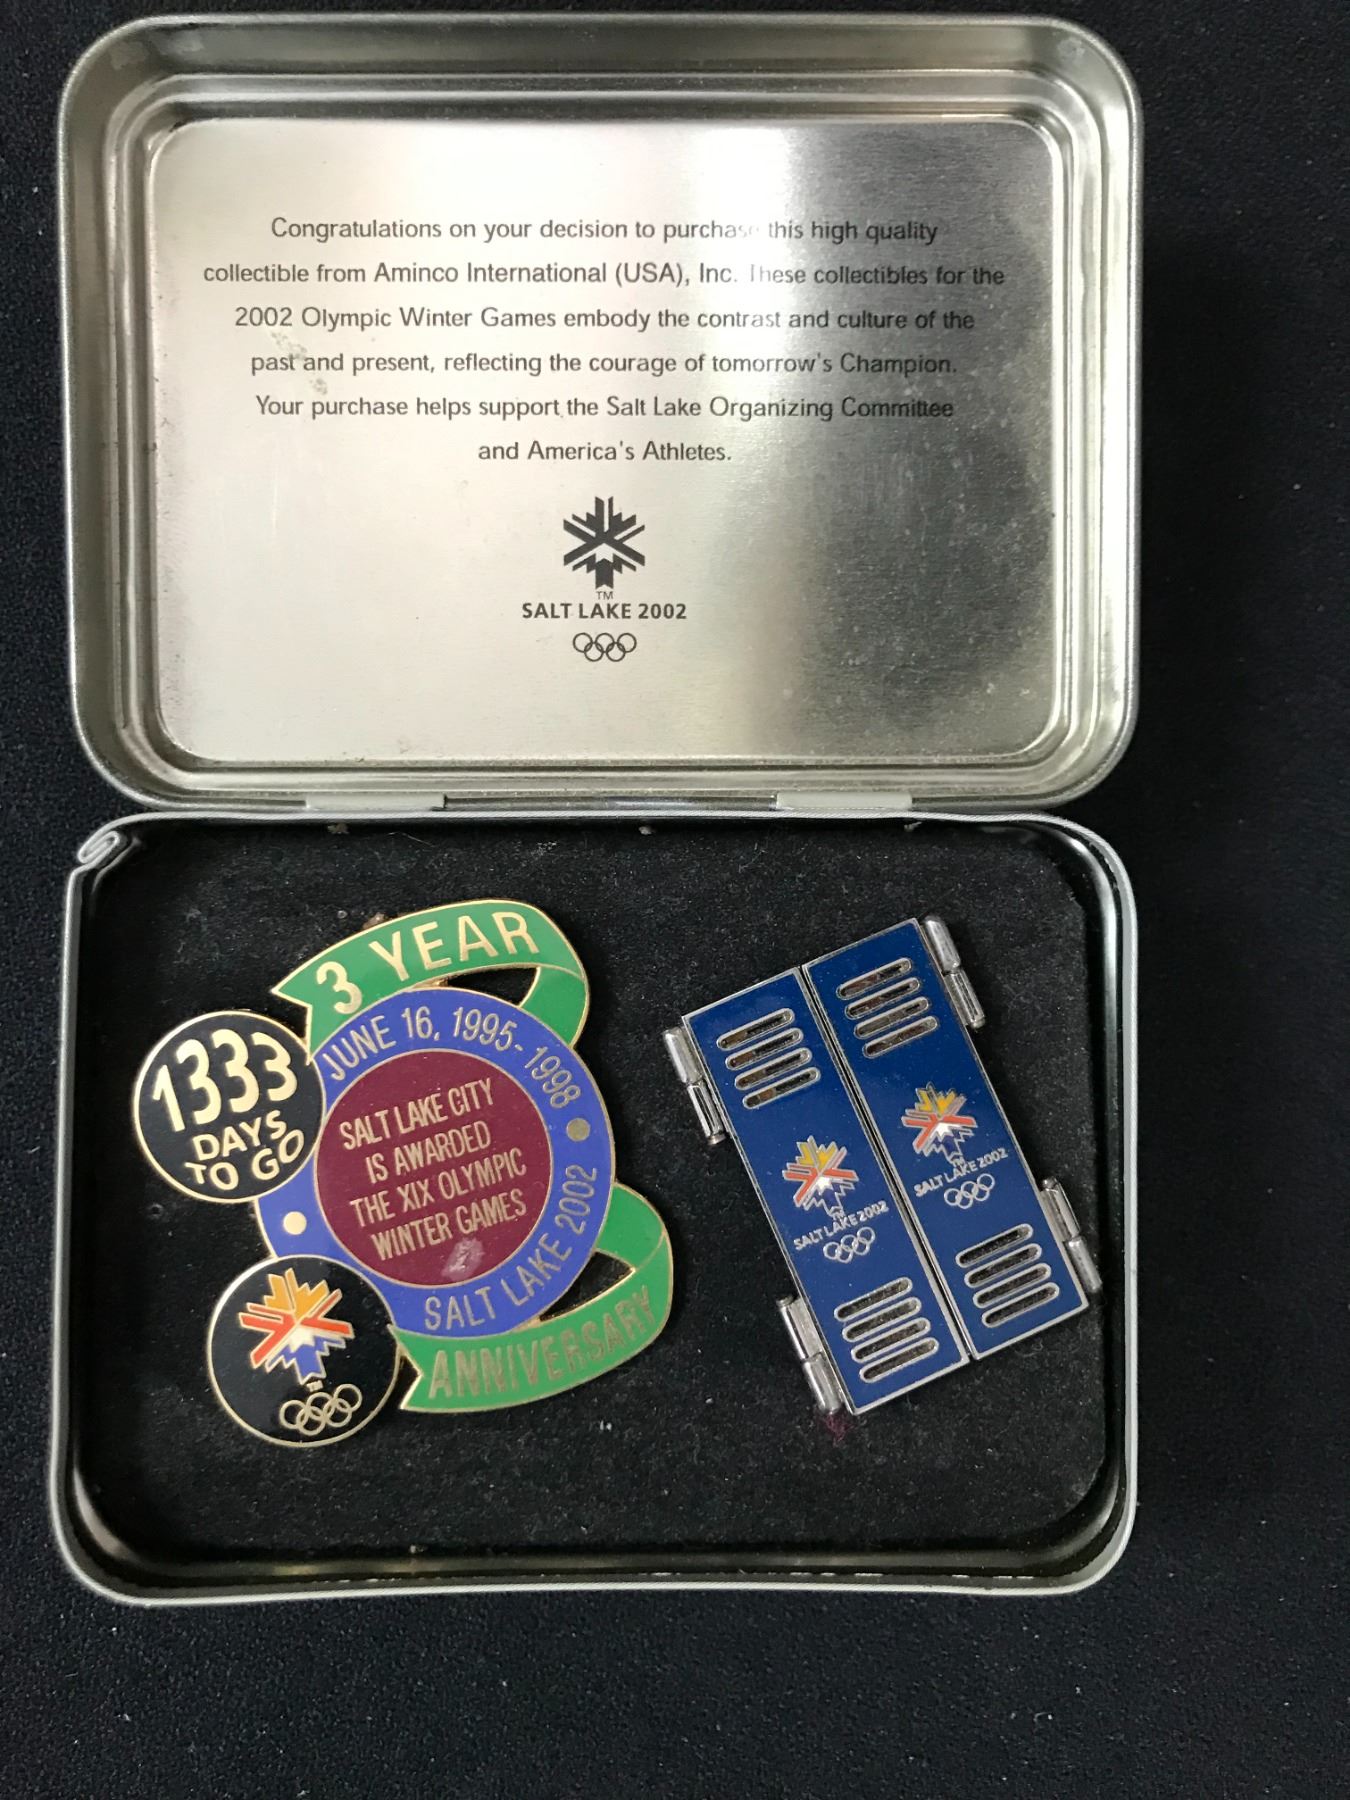 Congratulations on your decision to purchase this high quality
collectible from Aminco International (USA), Inc. These collectibles for the
2002 Olympic Winter Games embody the contrast and culture of the
past and present, reflecting the courage of tomorrow's Champion.
Your purchase helps support the Salt Lake Organizing Committee
and America's Athletes.
TM
SALT LAKE 2002
3 YEAR
JUNE 16, 1995-1998
1333
DAYS
TO GO
SALT LAKE CITY
IS AWARDED
THE XIX OLYMPIC
WINTER GAMES
SALT LAKE 2002
ANNIVERSARY
TM
TM
SALT LAKE 2002
TM
SALT LAKE 2002